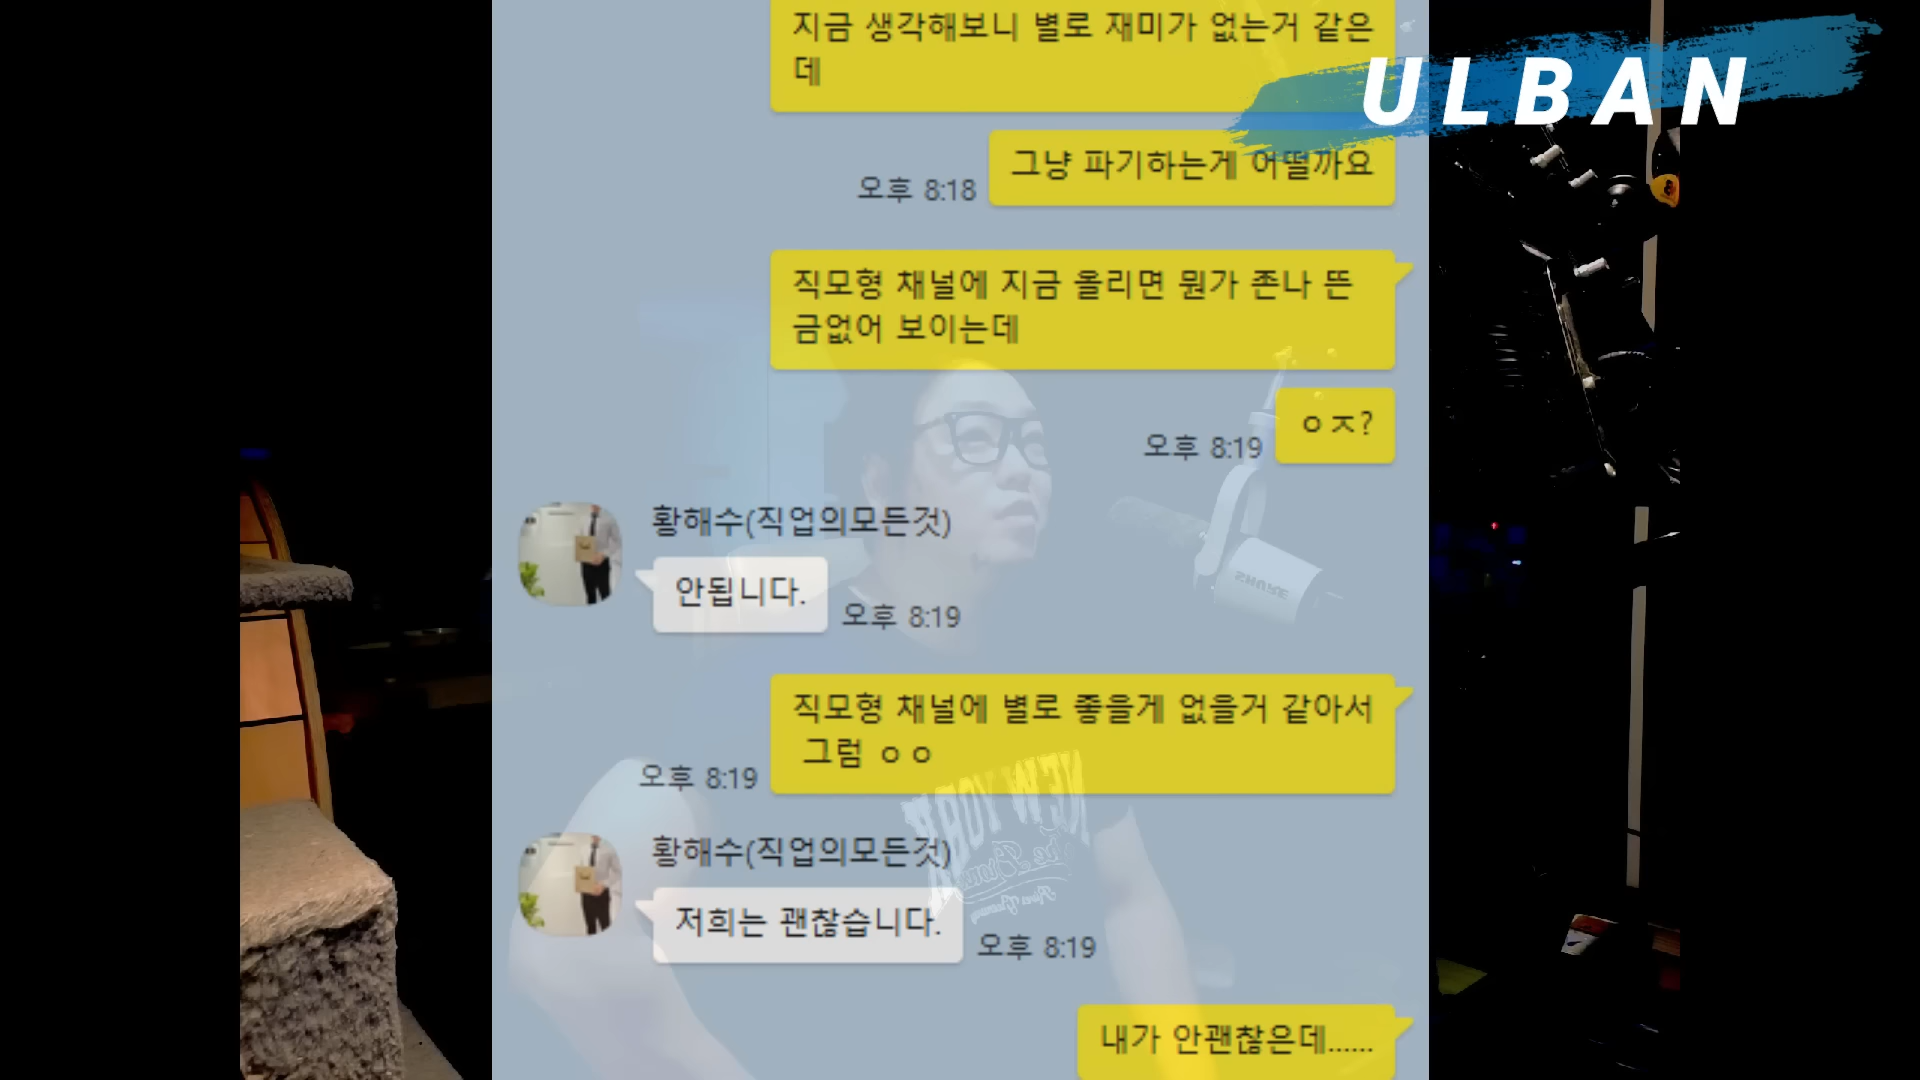 지금 생각해보니 별로 재미가 없는거 같은
데
ULBAN
그냥 파기하는게 어떨까요
오후 8:18
직모형 채널에 지금 올리면 뭔가 존나 뜬
금없어 보이는데
ㅇㅈ?
오후 8:19
황해수(직업의모든것)
안됩니다.
오후 8:19
직모형 채널에 별로 좋을게 없을거 같아서
그럼 ㅇㅇ
오후 8:19
황해수(직업의모든것)
저희는 괜찮습니다.
오후 8:19
내가 안괜찮은데......
SHURE
NEW YORK
The Bronx